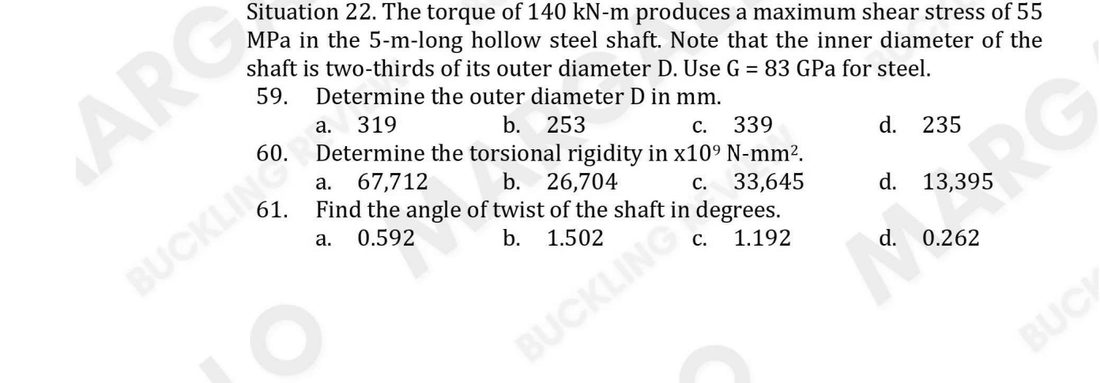 Situation 22. The torque of 140 kN-m produces a maximum shear stress of 55
MPa in the 5-m-long hollow steel shaft. Note that the inner diameter of the
shaft is two-thirds of its outer diameter D. Use G = 83 GPa for steel.
59. Determine the outer diameter D in mm.
a. 319 b. 253 c. 339 d. 235
60. Determine the torsional rigidity in x10⁹ N-mm².
a. 67,712 b. 26,704 c. 33,645 d. 13,395
61. Find the angle of twist of the shaft in degrees.
a. 0.592 b. 1.502 c. 1.192 d. 0.262